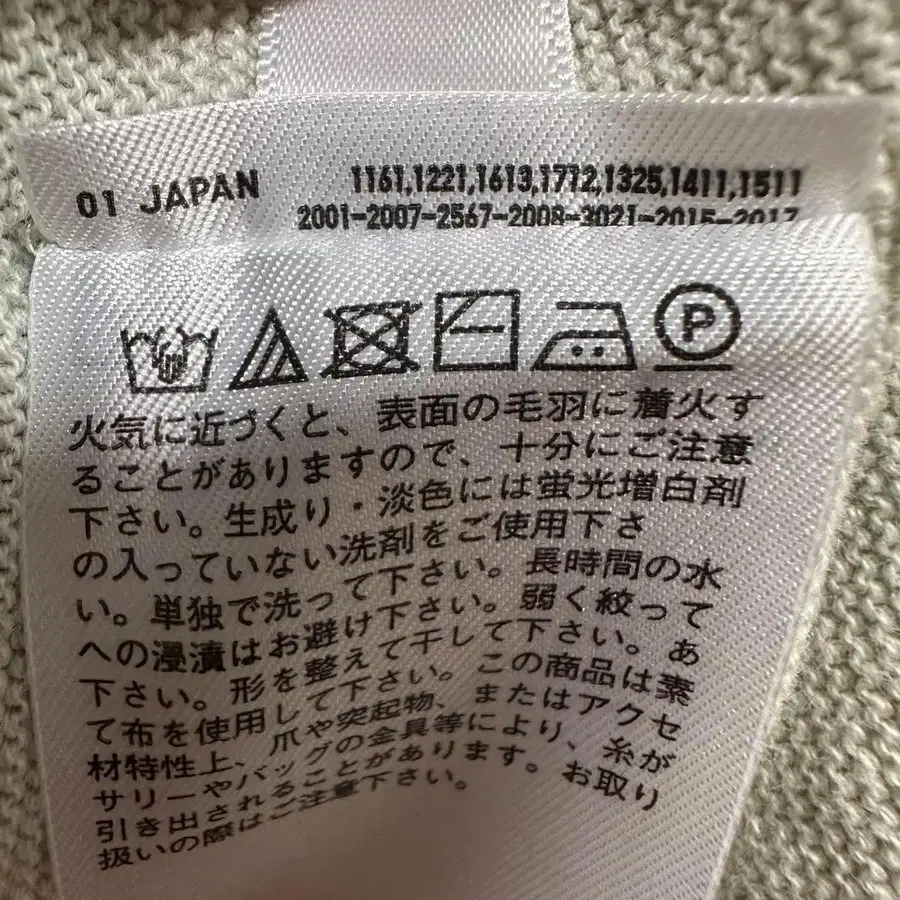 01 JAPAN
1161,1221,1613,1712,1325,1411,1511
2001-2007-2567-2008-3021-2015-2017
P
火気に近づくと、表面の毛羽に着火す
ることがありますので、十分にご注意
下さい。生成り・淡色には蛍光増白剤
の入っていない洗剤をご使用下さ
い。単独で洗って下さい。長時間の水
への浸漬はお避け下さい。弱く絞って
下さい。形を整えて干して下さい。あ
て布を使用して下さい。この商品は素
材特性上、爪や突起物、またはアクセ
サリーやバッグの金具等により、糸が
引き出されることがあります。お取り
扱いの際はご注意下さい。